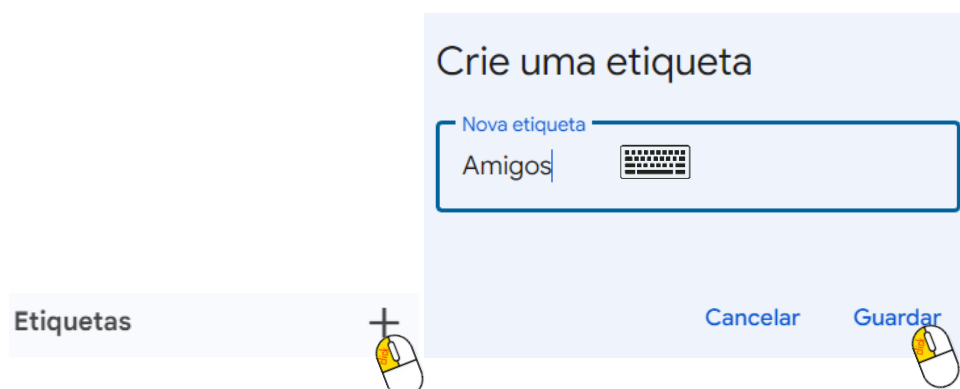 Crie uma etiqueta
Nova etiqueta
Amigos
Etiquetas
Cancelar Guardar